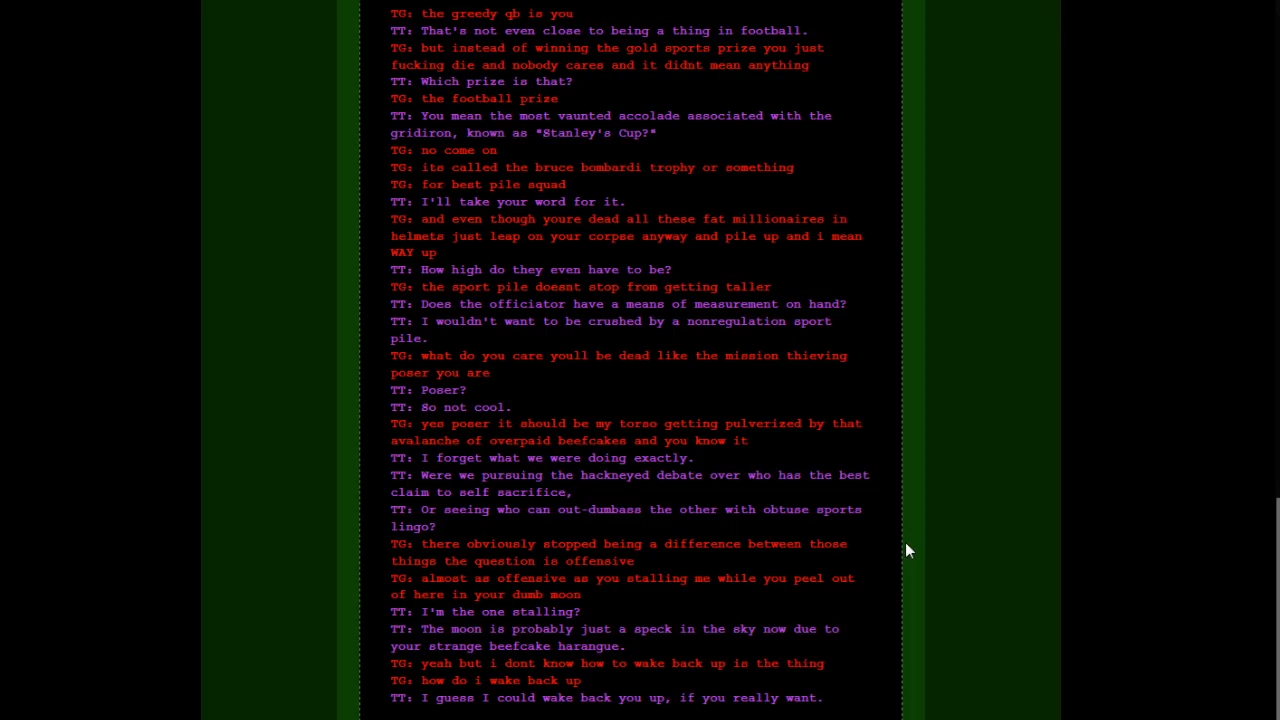 TG: the greedy qb is you
TT: That's not even close to being a thing in football.
TG: but instead of winning the gold sports prize you just
fucking die and nobody cares and it didnt mean anything
TT: Which prize is that?
TG: the football prize
TT: You mean the most vaunted accolade associated with the
gridiron, known as "Stanley's Cup?"
TG: no come on
TG: its called the bruce bombardi trophy or something
TG: for best pile squad
TT: I'll take your word for it.
TG: and even though youre dead all these fat millionaires in
helmets just leap on your corpse anyway and pile up and i mean
WAY up
TT: How high do they even have to be?
TG: the sport pile doesnt stop from getting taller
TT: Does the officiator have a means of measurement on hand?
TT: I wouldn't want to be crushed by a nonregulation sport
pile.
TG: what do you care youll be dead like the mission thieving
poser you are
TT: Poser?
TT: So not cool.
TG: yes poser it should be my torso getting pulverized by that
avalanche of overpaid beefcakes and you know it
TT: I forget what we were doing exactly.
TT: Were we pursuing the hackneyed debate over who has the best
claim to self sacrifice,
TT: Or seeing who can out-dumbass the other with obtuse sports
lingo?
TG: there obviously stopped being a difference between those
things the question is offensive
TG: almost as offensive as you stalling me while you peel out
of here in your dumb moon
TT: I'm the one stalling?
TT: The moon is probably just a speck in the sky now due to
your strange beefcake harangue.
TG: yeah but i dont know how to wake back up is the thing
TG: how do i wake back up
TT: I guess I could wake back you up, if you really want.